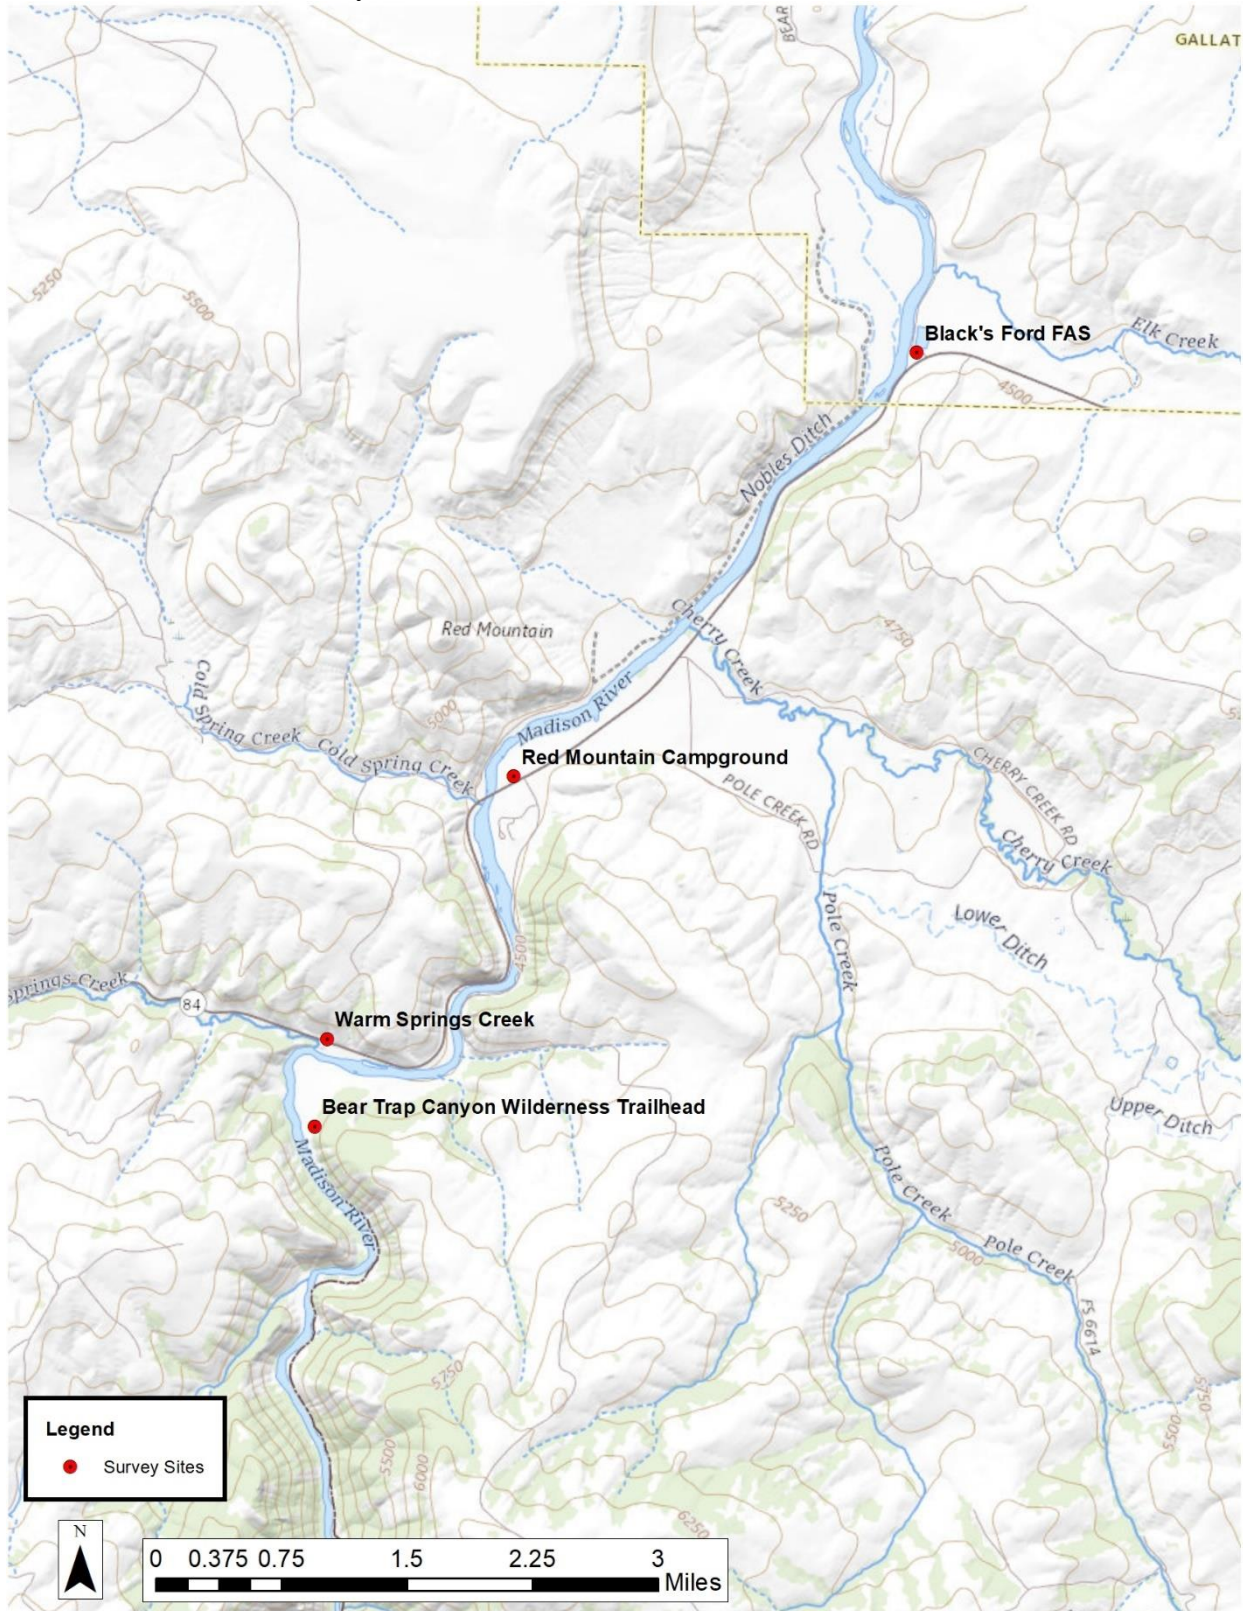 BEAR
GALLAT
5250
5500
Black's Ford FAS
Elk Creek
4500
Nobles Ditch
Cherry Creek
4750
Red Mountain
Cold Spring Creek
5000
Madison River
Cold Spring Creek
Red Mountain Campground
CHERRY CREEK RD
POLE CREEK RD
Cherry Creek
Pole Creek
Lower Ditch
4500
Springs Creek
84
Warm Springs Creek
Bear Trap Canyon Wilderness Trailhead
Upper Ditch
Madison River
Pole Creek
5250
Pole Creek
5000
FS 6614
5750
5750
5500
5500
6000
6250
Legend
Survey Sites
N
0 0.375 0.75 1.5 2.25 3
Miles